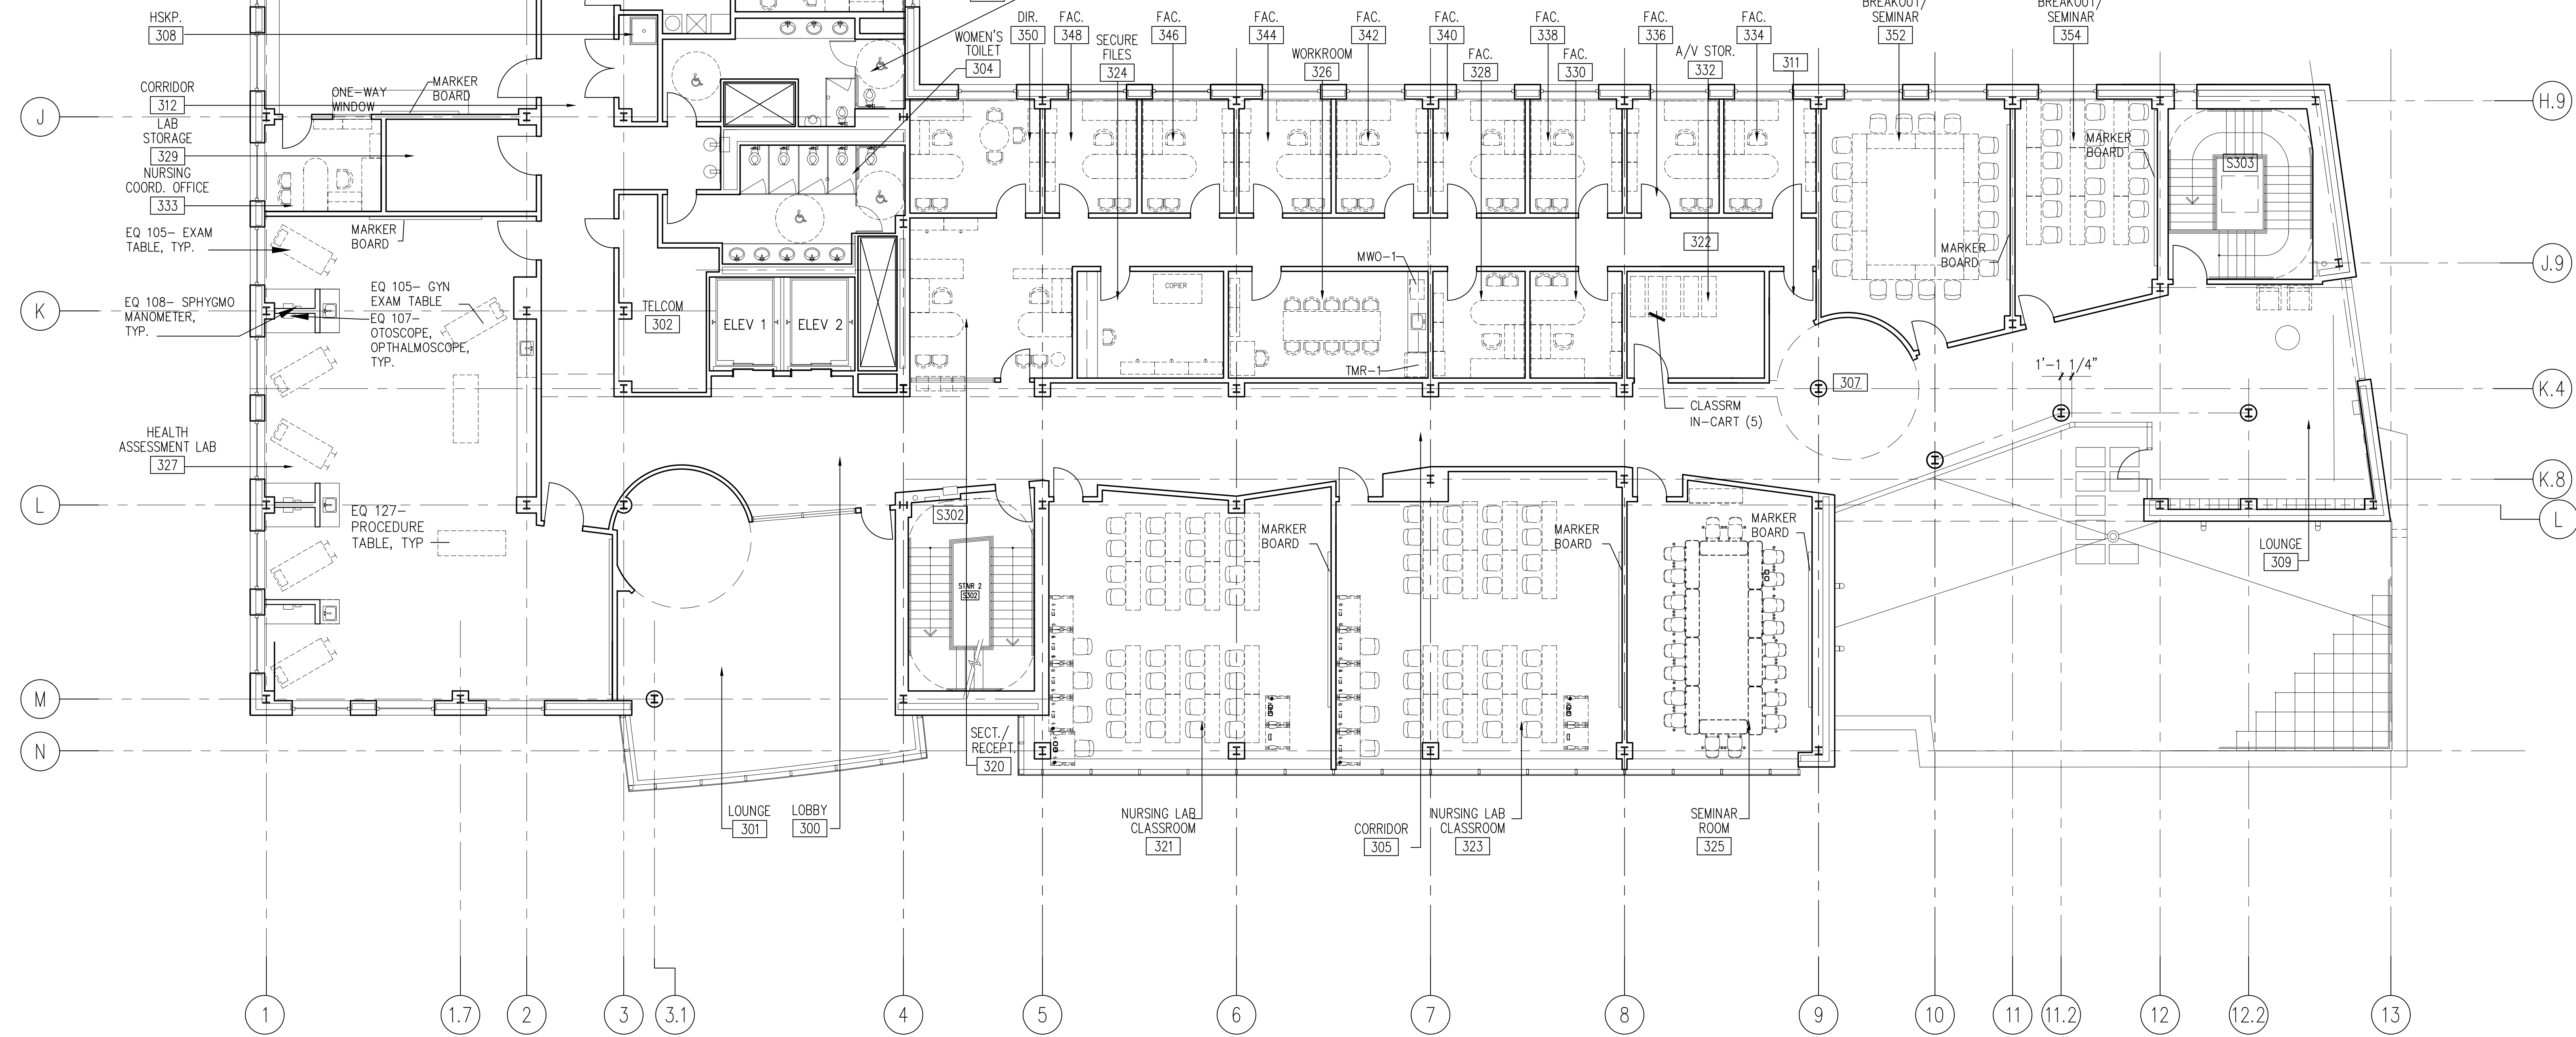 HSKP.
308
DIR.
350
FAC.
348
SECURE
FILES
324
FAC.
346
FAC.
344
WORKROOM
326
FAC.
342
FAC.
340
FAC.
328
FAC.
338
FAC.
330
FAC.
336
A/V STOR.
332
FAC.
334
311
BREAKOUT/
SEMINAR
352
BREAKOUT/
SEMINAR
354
WOMEN'S
TOILET
304
CORRIDOR
312
ONE-WAY
WINDOW
MARKER
BOARD
J
LAB
STORAGE
329
NURSING
COORD. OFFICE
333
H.9
MARKER
BOARD
S303
EQ 105- EXAM
TABLE, TYP.
MARKER
BOARD
322
MARKER
BOARD
J.9
MWO-1
COPIER
EQ 108- SPHYGMO
MANOMETER,
TYP.
EQ 105- GYN
EXAM TABLE
EQ 107-
OTOSCOPE,
OPTHALMOSCOPE,
TYP.
K
TELCOM
302
ELEV 1
ELEV 2
TMR-1
1'-1 1/4"
307
K.4
CLASSRM
IN-CART (5)
HEALTH
ASSESSMENT LAB
327
K.8
L
EQ 127-
PROCEDURE
TABLE, TYP
S302
MARKER
BOARD
MARKER
BOARD
MARKER
BOARD
L
LOUNGE
309
STAIR 2
S302
M
N
SECT./
RECEPT.
320
LOUNGE
301
LOBBY
300
NURSING LAB
CLASSROOM
321
CORRIDOR
305
NURSING LAB
CLASSROOM
323
SEMINAR
ROOM
325
1
1.7
2
3
3.1
4
5
6
7
8
9
10
11
11.2
12
12.2
13